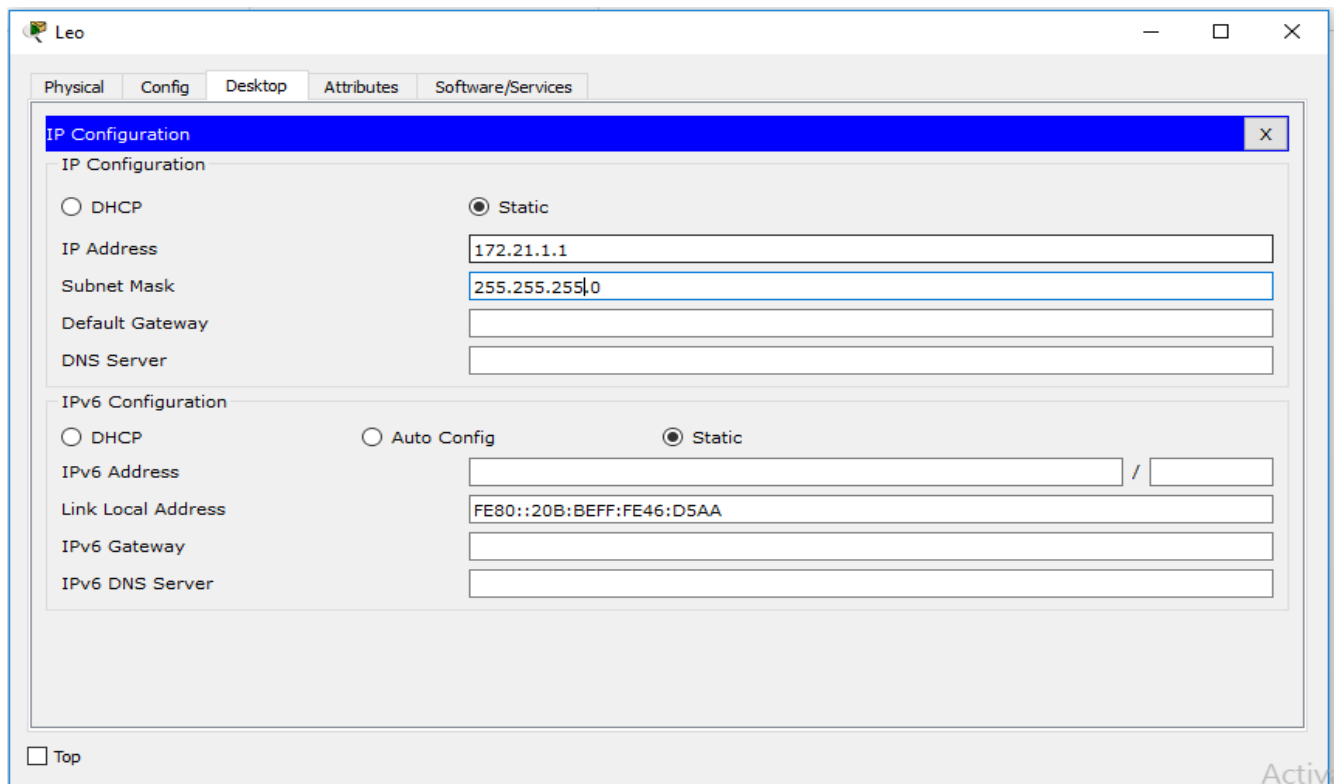 Leo
Physical Config Desktop Attributes Software/Services
IP Configuration X
IP Configuration
DHCP Static
IP Address 172.21.1.1
Subnet Mask 255.255.255.0
Default Gateway
DNS Server
IPv6 Configuration
DHCP Auto Config Static
IPv6 Address /
Link Local Address FE80::20B:BEFF:FE46:D5AA
IPv6 Gateway
IPv6 DNS Server
Top
Activ